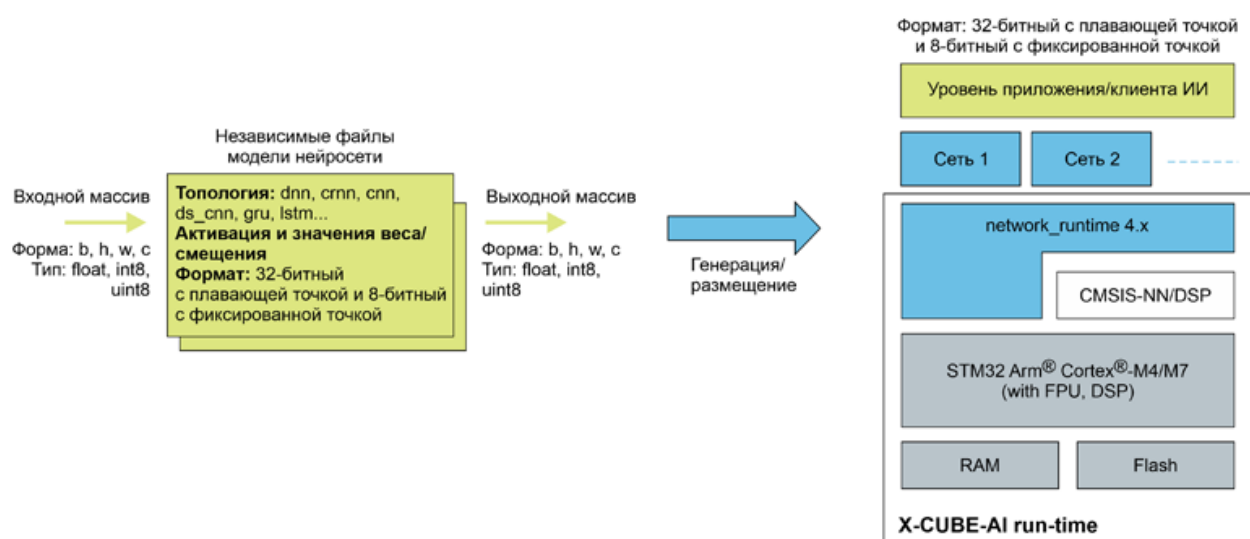 Независимые файлы
модели нейросети
Входной массив
Форма: b, h, w, c
Тип: float, int8,
uint8
Топология: dnn, crnn, cnn,
ds_cnn, gru, lstm...
Активация и значения веса/
смещения
Формат: 32-битный
с плавающей точкой и 8-битный
с фиксированной точкой
Выходной массив
Форма: b, h, w, c
Тип: float, int8,
uint8
Генерация/
размещение
Формат: 32-битный с плавающей точкой
и 8-битный с фиксированной точкой
Уровень приложения/клиента ИИ
Сеть 1
Сеть 2
network_runtime 4.x
CMSIS-NN/DSP
STM32 Arm® Cortex®-M4/M7
(with FPU, DSP)
RAM
Flash
X-CUBE-AI run-time